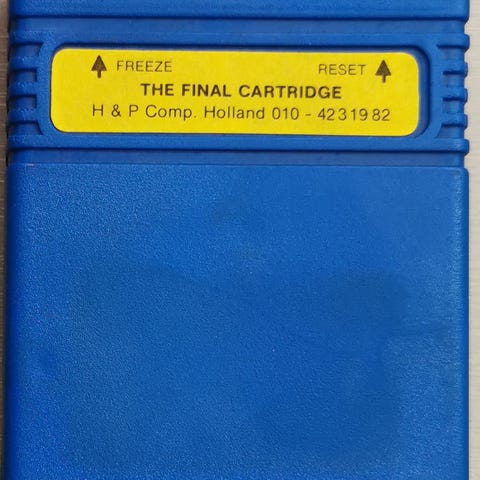 FREEZE RESET
THE FINAL CARTRIDGE
H & P Comp. Holland 010 - 4231982